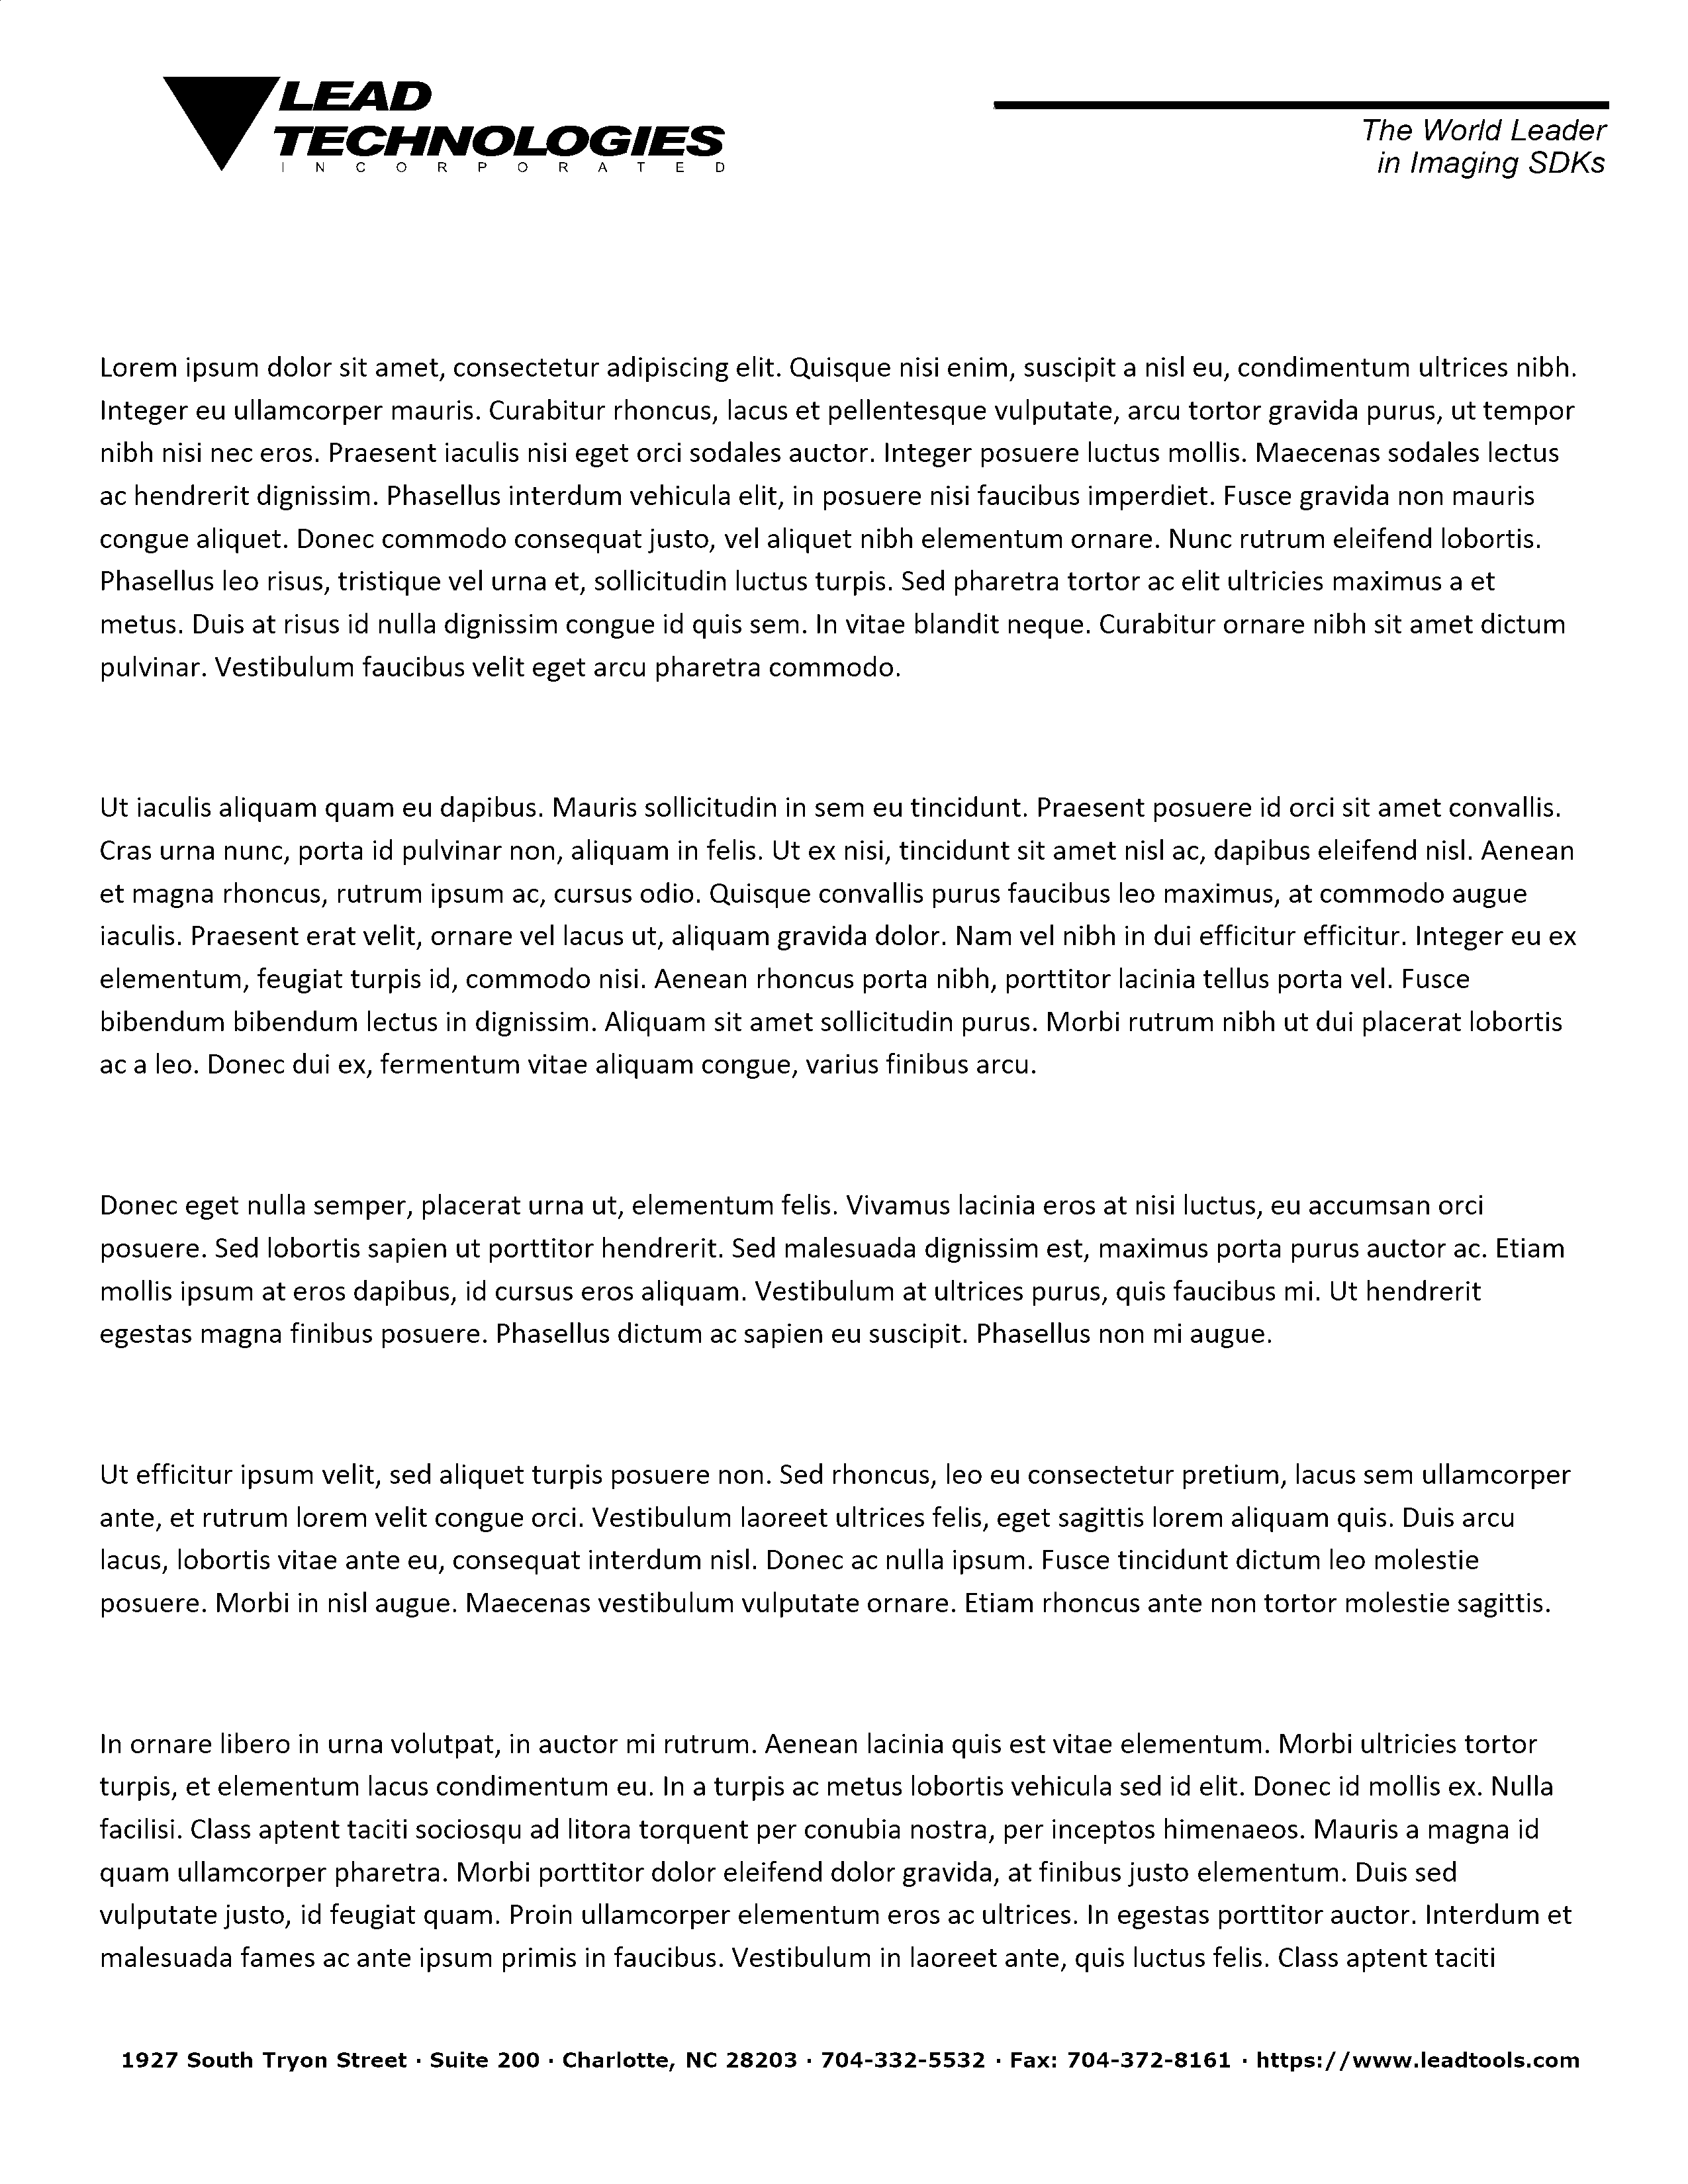 LEAD
TECHNOLOGIES
INCORPORATED
The World Leader
in Imaging SDKs
Lorem ipsum dolor sit amet, consectetur adipiscing elit. Quisque nisi enim, suscipit a nisl eu, condimentum ultrices nibh.
Integer eu ullamcorper mauris. Curabitur rhoncus, lacus et pellentesque vulputate, arcu tortor gravida purus, ut tempor
nibh nisi nec eros. Praesent iaculis nisi eget orci sodales auctor. Integer posuere luctus mollis. Maecenas sodales lectus
ac hendrerit dignissim. Phasellus interdum vehicula elit, in posuere nisi faucibus imperdiet. Fusce gravida non mauris
congue aliquet. Donec commodo consequat justo, vel aliquet nibh elementum ornare. Nunc rutrum eleifend lobortis.
Phasellus leo risus, tristique vel urna et, sollicitudin luctus turpis. Sed pharetra tortor ac elit ultricies maximus a et
metus. Duis at risus id nulla dignissim congue id quis sem. In vitae blandit neque. Curabitur ornare nibh sit amet dictum
pulvinar. Vestibulum faucibus velit eget arcu pharetra commodo.
Ut iaculis aliquam quam eu dapibus. Mauris sollicitudin in sem eu tincidunt. Praesent posuere id orci sit amet convallis.
Cras urna nunc, porta id pulvinar non, aliquam in felis. Ut ex nisi, tincidunt sit amet nisl ac, dapibus eleifend nisl. Aenean
et magna rhoncus, rutrum ipsum ac, cursus odio. Quisque convallis purus faucibus leo maximus, at commodo augue
iaculis. Praesent erat velit, ornare vel lacus ut, aliquam gravida dolor. Nam vel nibh in dui efficitur efficitur. Integer eu ex
elementum, feugiat turpis id, commodo nisi. Aenean rhoncus porta nibh, porttitor lacinia tellus porta vel. Fusce
bibendum bibendum lectus in dignissim. Aliquam sit amet sollicitudin purus. Morbi rutrum nibh ut dui placerat lobortis
ac a leo. Donec dui ex, fermentum vitae aliquam congue, varius finibus arcu.
Donec eget nulla semper, placerat urna ut, elementum felis. Vivamus lacinia eros at nisi luctus, eu accumsan orci
posuere. Sed lobortis sapien ut porttitor hendrerit. Sed malesuada dignissim est, maximus porta purus auctor ac. Etiam
mollis ipsum at eros dapibus, id cursus eros aliquam. Vestibulum at ultrices purus, quis faucibus mi. Ut hendrerit
egestas magna finibus posuere. Phasellus dictum ac sapien eu suscipit. Phasellus non mi augue.
Ut efficitur ipsum velit, sed aliquet turpis posuere non. Sed rhoncus, leo eu consectetur pretium, lacus sem ullamcorper
ante, et rutrum lorem velit congue orci. Vestibulum laoreet ultrices felis, eget sagittis lorem aliquam quis. Duis arcu
lacus, lobortis vitae ante eu, consequat interdum nisl. Donec ac nulla ipsum. Fusce tincidunt dictum leo molestie
posuere. Morbi in nisl augue. Maecenas vestibulum vulputate ornare. Etiam rhoncus ante non tortor molestie sagittis.
In ornare libero in urna volutpat, in auctor mi rutrum. Aenean lacinia quis est vitae elementum. Morbi ultricies tortor
turpis, et elementum lacus condimentum eu. In a turpis ac metus lobortis vehicula sed id elit. Donec id mollis ex. Nulla
facilisi. Class aptent taciti sociosqu ad litora torquent per conubia nostra, per inceptos himenaeos. Mauris a magna id
quam ullamcorper pharetra. Morbi porttitor dolor eleifend dolor gravida, at finibus justo elementum. Duis sed
vulputate justo, id feugiat quam. Proin ullamcorper elementum eros ac ultrices. In egestas porttitor auctor. Interdum et
malesuada fames ac ante ipsum primis in faucibus. Vestibulum in laoreet ante, quis luctus felis. Class aptent taciti
1927 South Tryon Street · Suite 200 · Charlotte, NC 28203 · 704-332-5532 · Fax: 704-372-8161 · https://www.leadtools.com